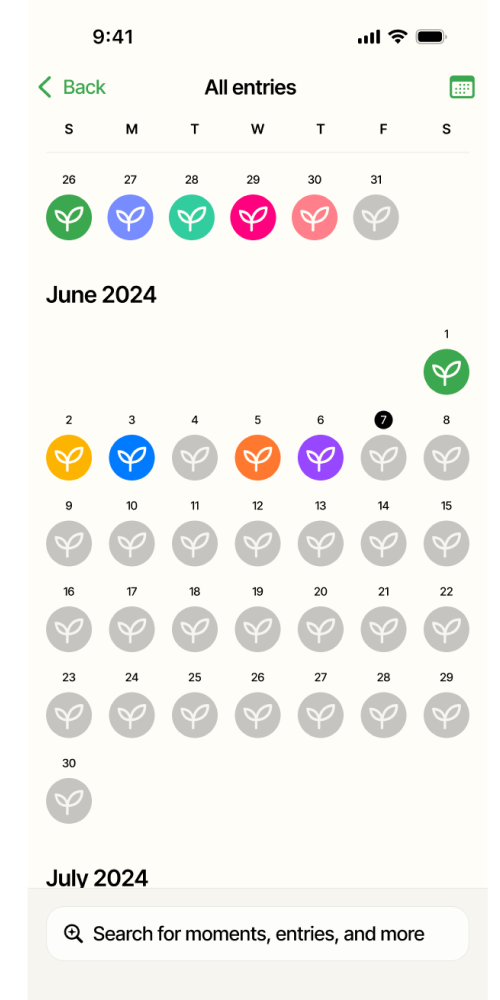 9:41
Back
All entries
S M T W T F S
26 27 28 29 30 31
June 2024
1
2 3 4 5 6 7 8
9 10 11 12 13 14 15
16 17 18 19 20 21 22
23 24 25 26 27 28 29
30
July 2024
Search for moments, entries, and more